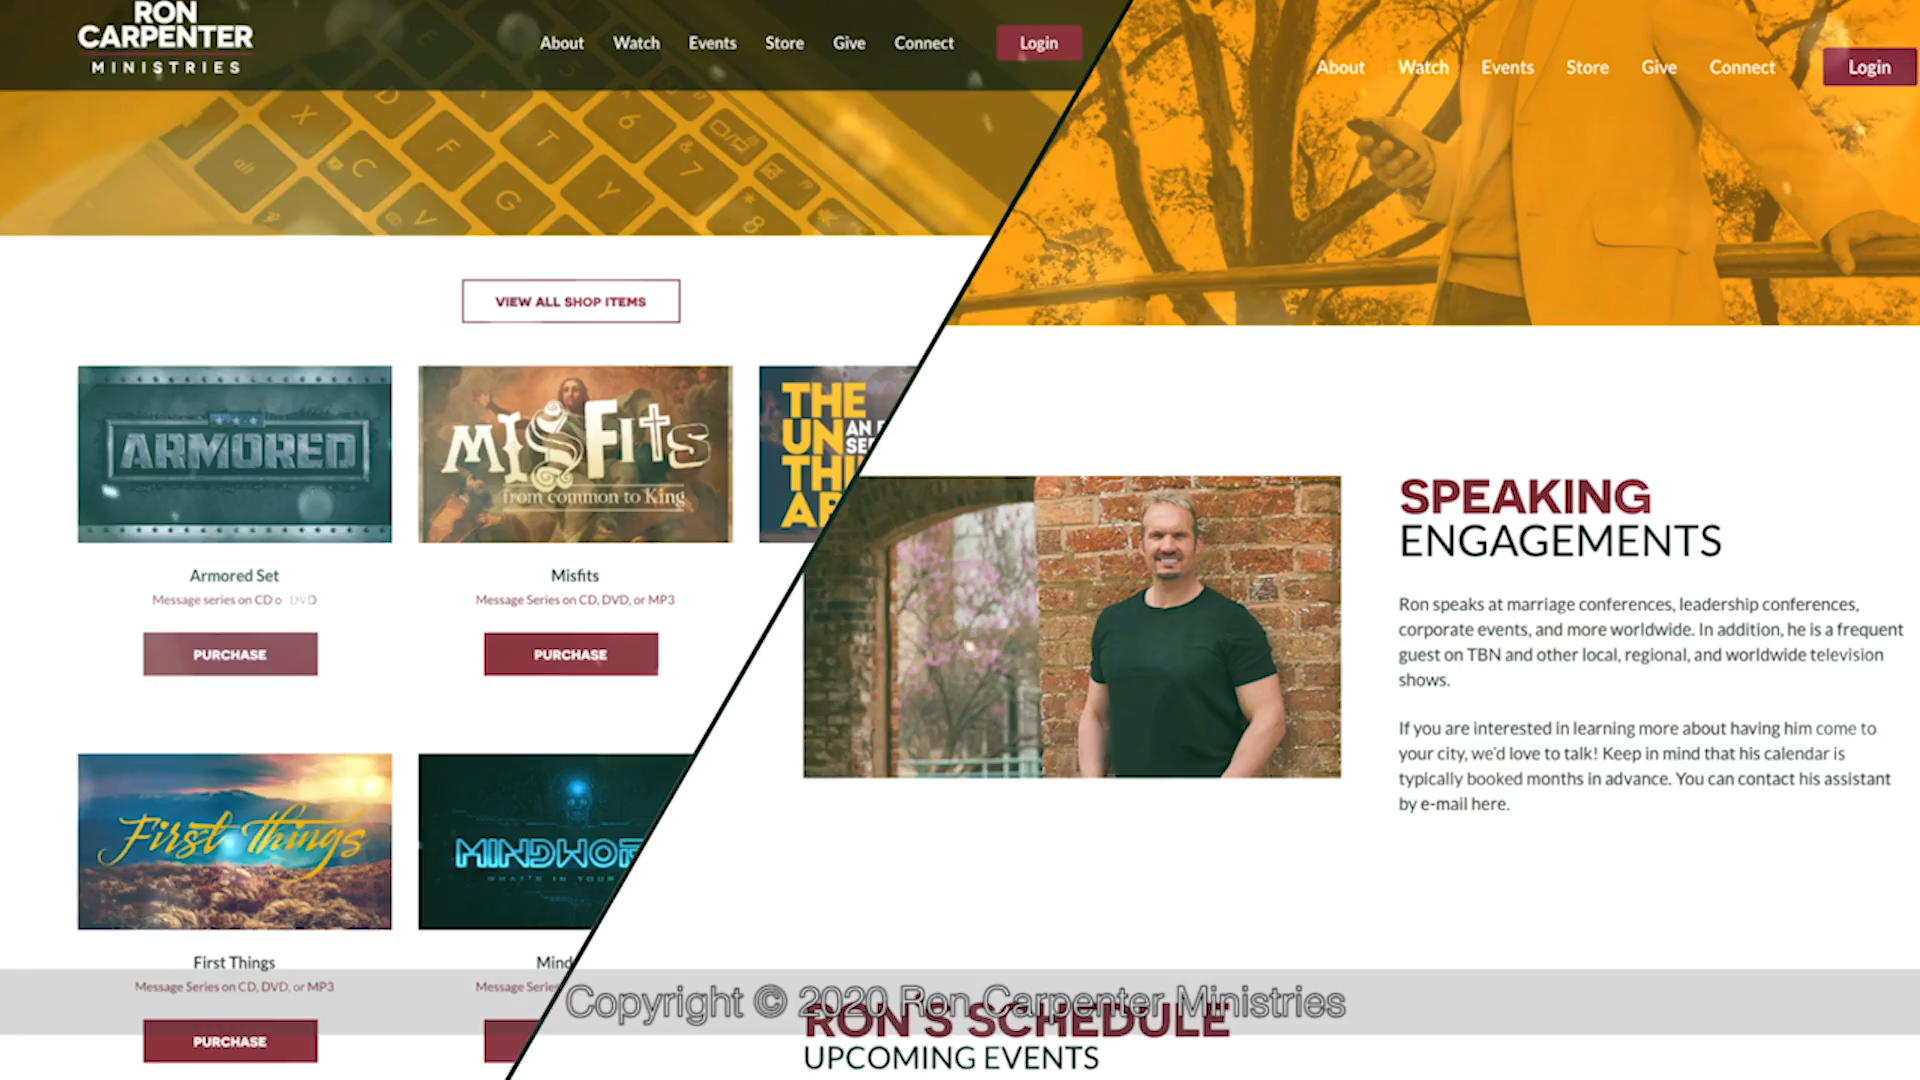 RON
CARPENTER
MINISTRIES
About Watch Events Store Give Connect Login
About Watch Events Store Give Connect Login
VIEW ALL SHOP ITEMS
ARMORED
MISFITS
from common to King
THE
UN
THI
AN
Armored Set
Message series on CD o DVD
PURCHASE
Misfits
Message Series on CD, DVD, or MP3
PURCHASE
First Things
MINDWOR
WHAT'S IN YOUR
First Things
Message Series on CD, DVD, or MP3
PURCHASE
Mind
Message Serie
SPEAKING
ENGAGEMENTS
Ron speaks at marriage conferences, leadership conferences,
corporate events, and more worldwide. In addition, he is a frequent
guest on TBN and other local, regional, and worldwide television
shows.
If you are interested in learning more about having him come to
your city, we'd love to talk! Keep in mind that his calendar is
typically booked months in advance. You can contact his assistant
by e-mail here.
RON'S SCHEDULE
UPCOMING EVENTS
Copyright © 2020 Ron Carpenter Ministries